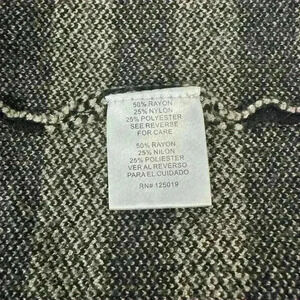 50% RAYON
25% NYLON
25% POLYESTER
SEE REVERSE
FOR CARE
50% RAYON
25% NILON
25% POLIESTER
VER AL REVERSO
PARA EL CUIDADO
RN# 125019